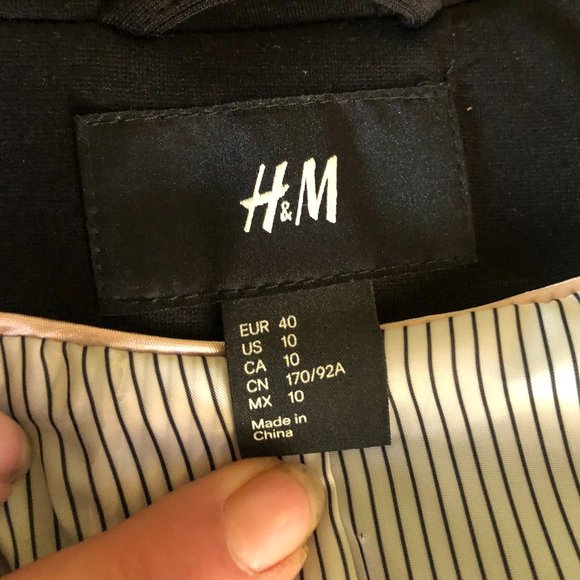 H&M
EUR 40
US 10
CA 10
CN 170/92A
MX 10
Made in
China